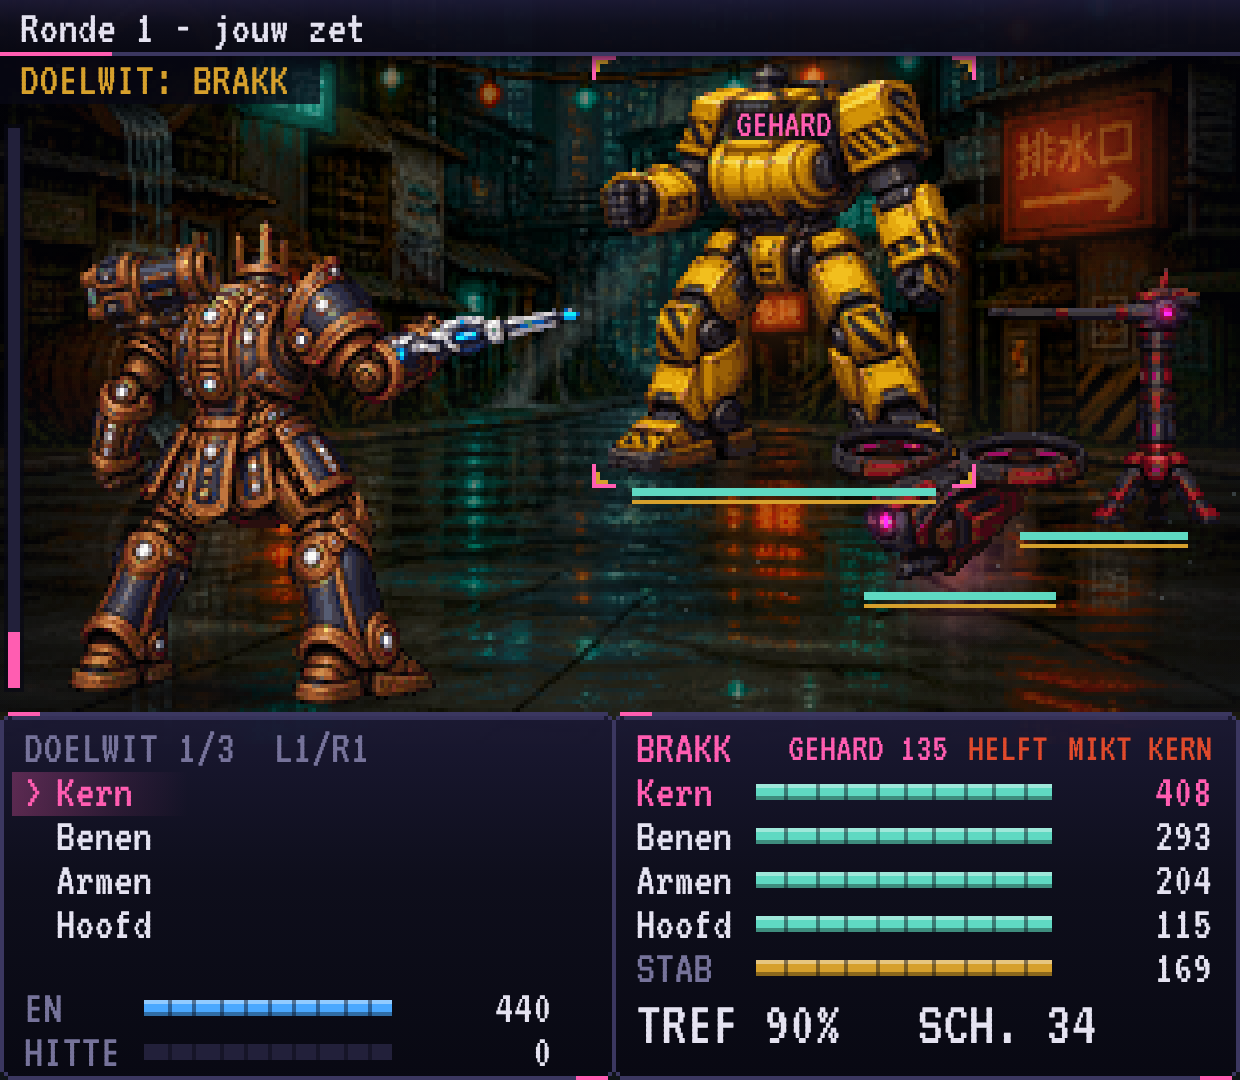 Ronde 1 - jouw zet
DOELWIT: BRAKK
GEHARD
排水口
DOELWIT 1/3 L1/R1
> Kern
Benen
Armen
Hoofd
EN 440
HITTE 0
BRAKK GEHARD 135 HELFT MIKT KERN
Kern 408
Benen 293
Armen 204
Hoofd 115
STAB 169
TREF 90% SCH. 34